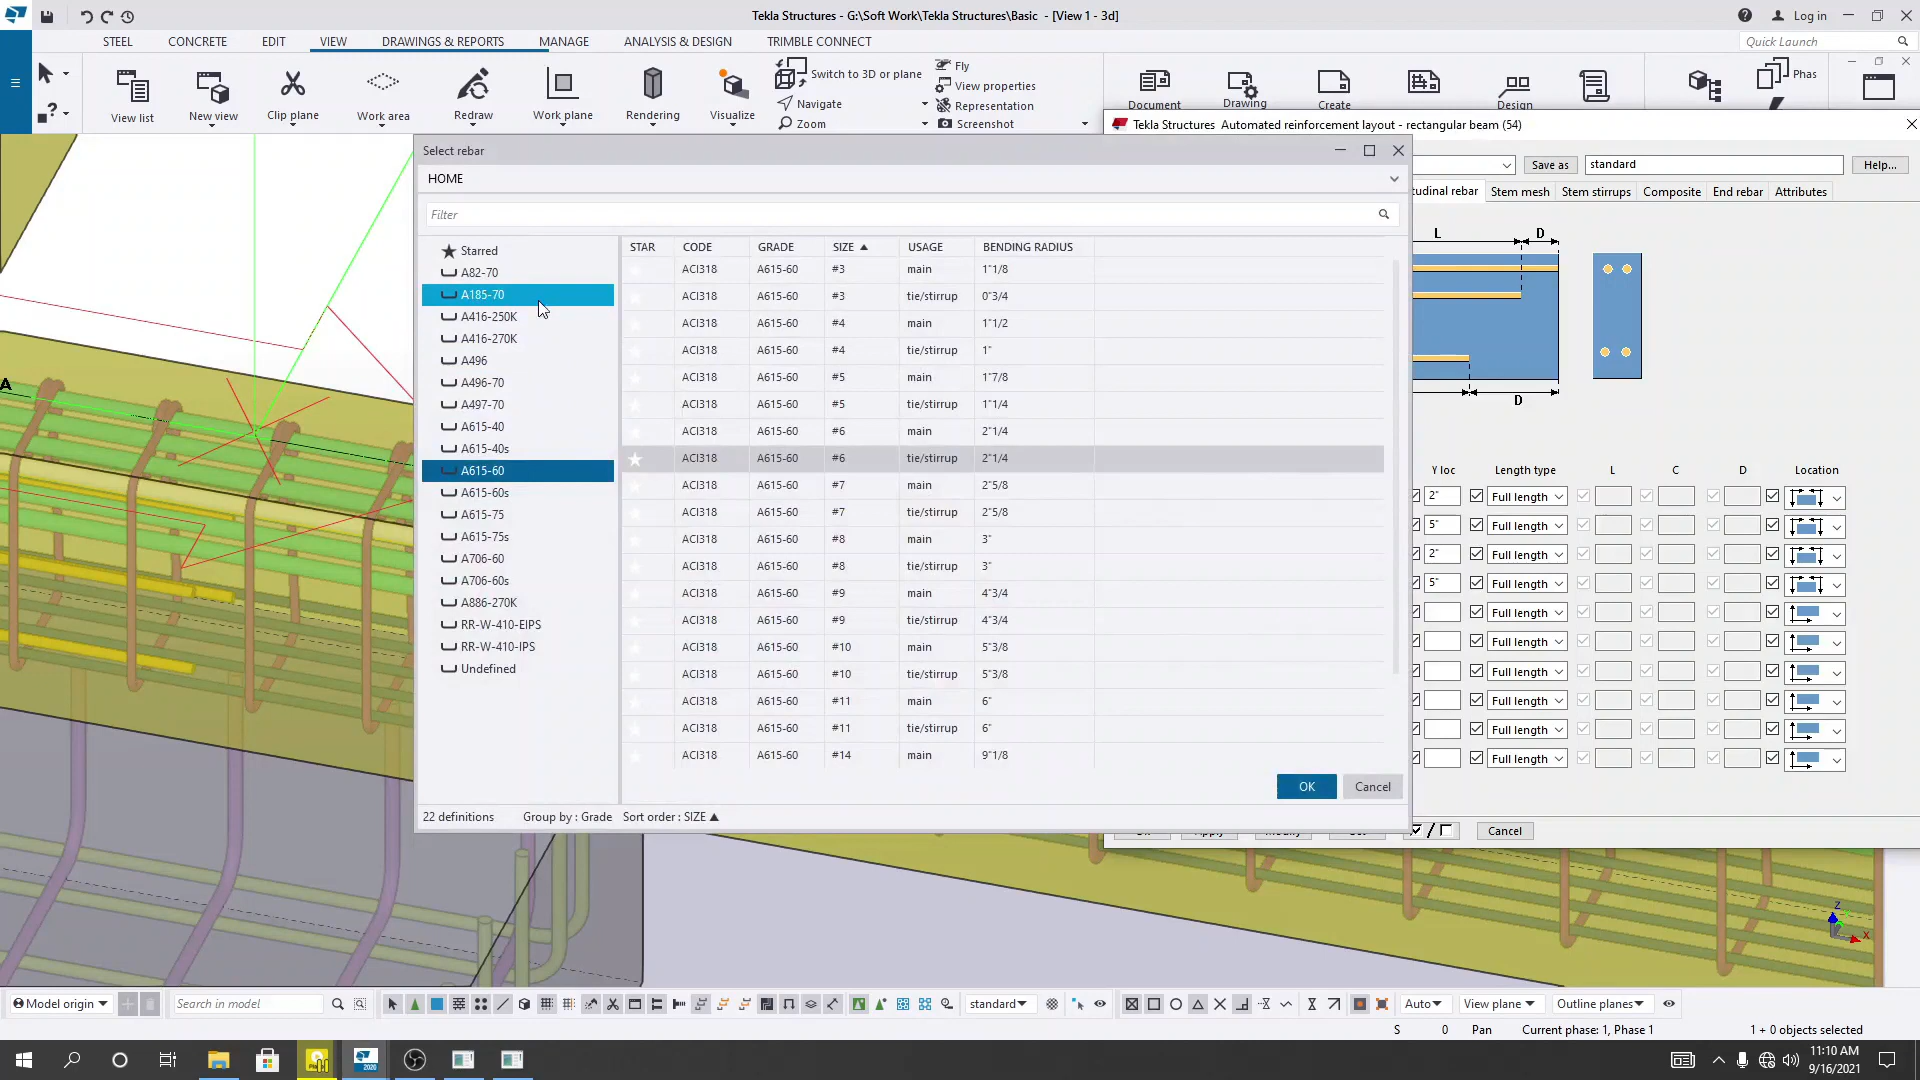 Tekla Structures - G:\Soft Work\Tekla Structures\Basic - [View 1 - 3d]
Log in
STEEL CONCRETE EDIT VIEW DRAWINGS & REPORTS MANAGE ANALYSIS & DESIGN TRIMBLE CONNECT
Quick Launch
View list
New view
Clip plane
Work area
Redraw
Work plane
Rendering
Visualize
Switch to 3D or plane
Navigate
Zoom
Fly
View properties
Representation
Screenshot
Document
Drawing
Create
Design
Phas
Tekla Structures Automated reinforcement layout - rectangular beam (54)
Save as
standard
Help...
tudinal rebar Stem mesh Stem stirrups Composite End rebar Attributes
L D
D
Y loc Length type L C D Location
2" Full length
5" Full length
2" Full length
5" Full length
Full length
Full length
Full length
Full length
Full length
Full length
Cancel
Select rebar
HOME
Filter
Starred
A82-70
A185-70
A416-250K
A416-270K
A496
A496-70
A497-70
A615-40
A615-40s
A615-60
A615-60s
A615-75
A615-75s
A706-60
A706-60s
A886-270K
RR-W-410-EIPS
RR-W-410-IPS
Undefined
STAR CODE GRADE SIZE USAGE BENDING RADIUS
ACI318 A615-60 #3 main 1"1/8
ACI318 A615-60 #3 tie/stirrup 0"3/4
ACI318 A615-60 #4 main 1"1/2
ACI318 A615-60 #4 tie/stirrup 1"
ACI318 A615-60 #5 main 1"7/8
ACI318 A615-60 #5 tie/stirrup 1"1/4
ACI318 A615-60 #6 main 2"1/4
ACI318 A615-60 #6 tie/stirrup 2"1/4
ACI318 A615-60 #7 main 2"5/8
ACI318 A615-60 #7 tie/stirrup 2"5/8
ACI318 A615-60 #8 main 3"
ACI318 A615-60 #8 tie/stirrup 3"
ACI318 A615-60 #9 main 4"3/4
ACI318 A615-60 #9 tie/stirrup 4"3/4
ACI318 A615-60 #10 main 5"3/8
ACI318 A615-60 #10 tie/stirrup 5"3/8
ACI318 A615-60 #11 main 6"
ACI318 A615-60 #11 tie/stirrup 6"
ACI318 A615-60 #14 main 9"1/8
OK Cancel
22 definitions Group by : Grade Sort order : SIZE
A
Z
X
Model origin
Search in model
standard
Auto
View plane
Outline planes
S 0 Pan Current phase: 1, Phase 1 1 + 0 objects selected
2020
11:10 AM
9/16/2021